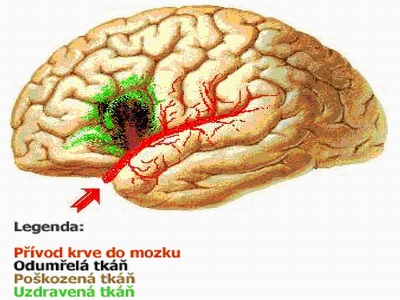 Legenda:
Přívod krve do mozku
Odumřelá tkáň
Poškozená tkáň
Uzdravená tkáň